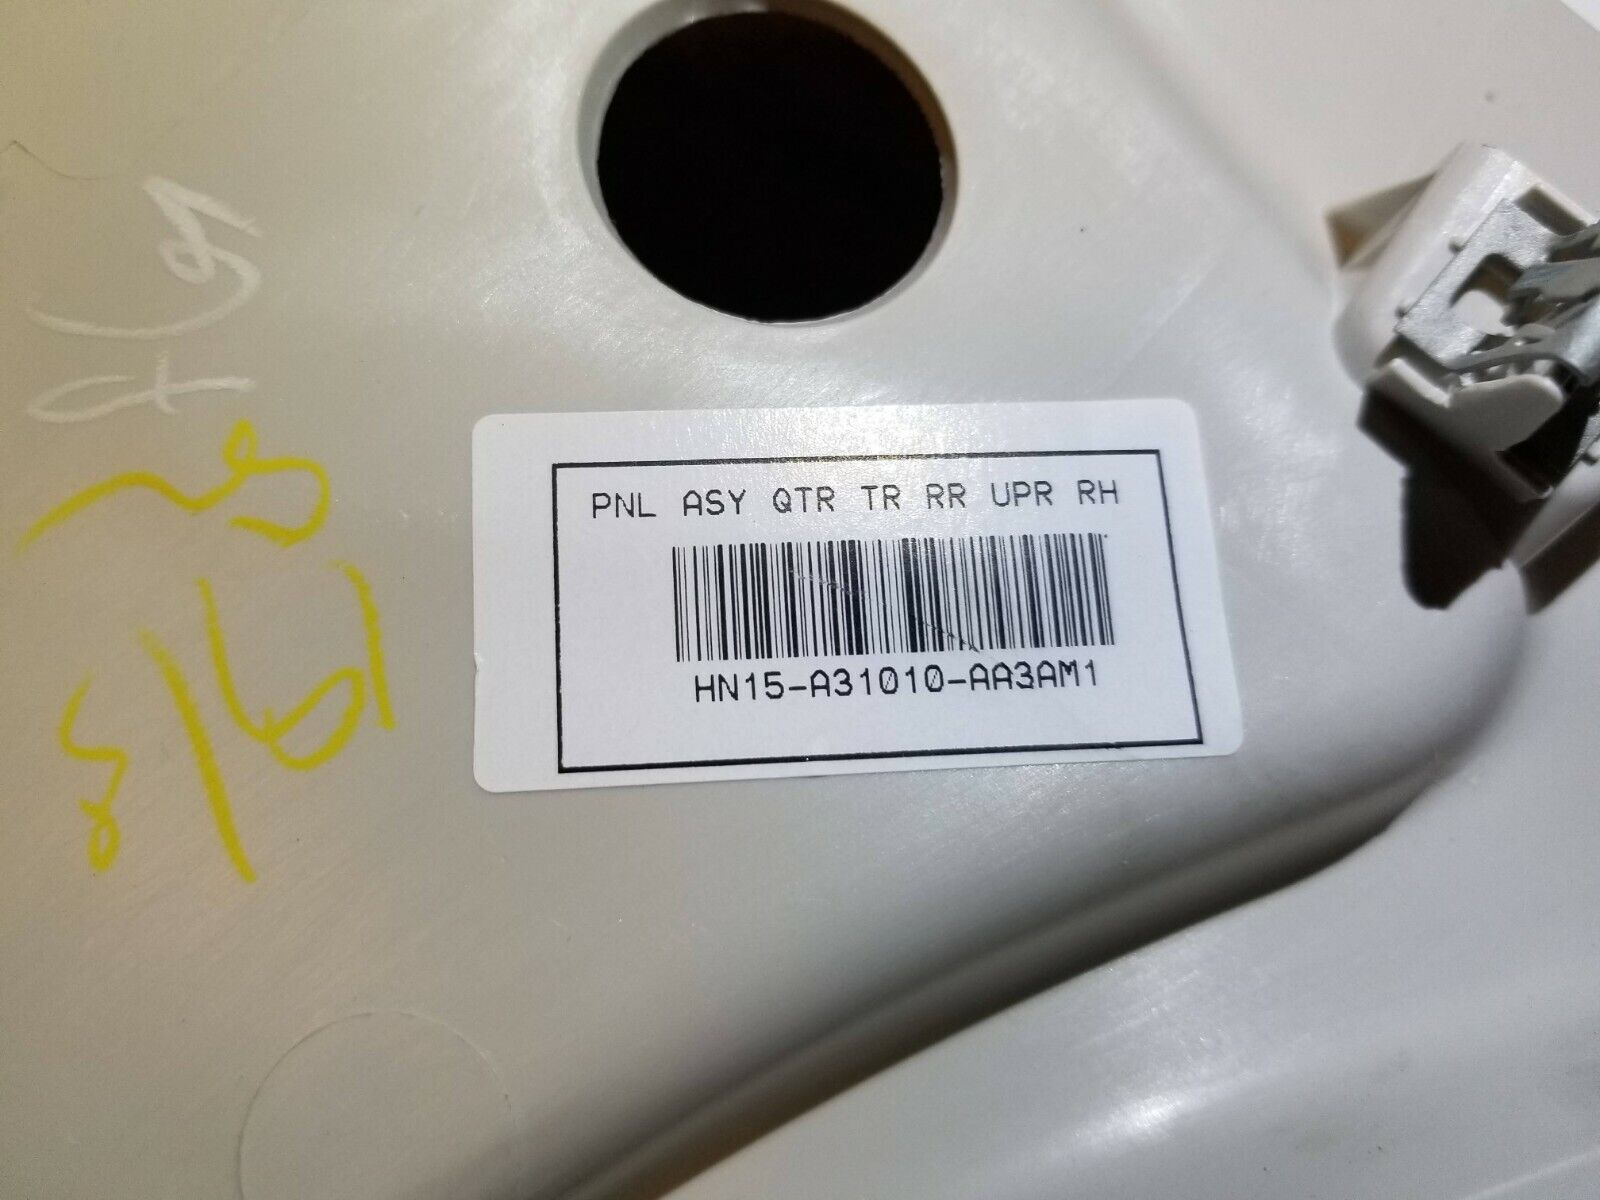 PNL ASY QTR TR RR UPR RH
HN15-A31010-AA3AM1